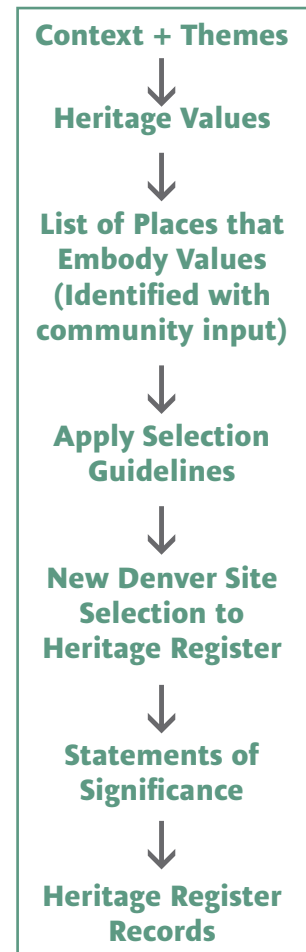 Context + Themes
Heritage Values
List of Places that
Embody Values
(Identified with
community input)
Apply Selection
Guidelines
New Denver Site
Selection to
Heritage Register
Statements of
Significance
Heritage Register
Records